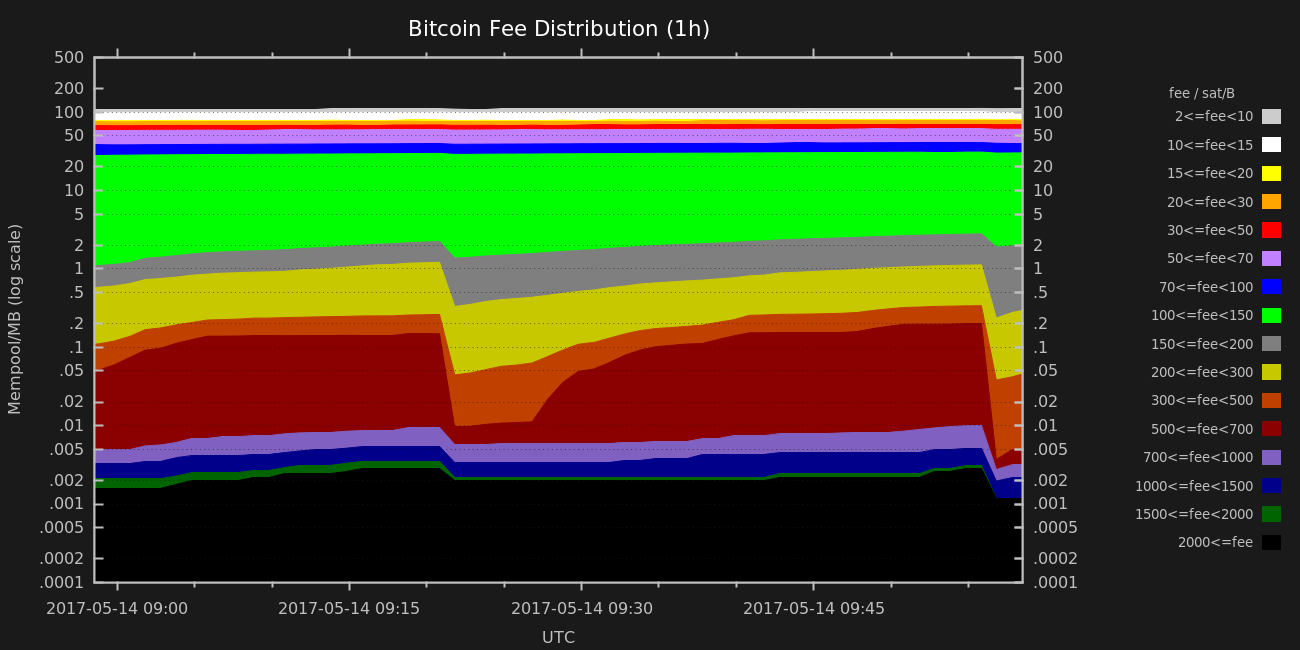 Bitcoin Fee Distribution (1h)
500
200
100
50
20
10
5
2
1
.5
.2
.1
.05
.02
.01
.005
.002
.001
.0005
.0002
.0001
Mempool/MB (log scale)
500
200
100
50
20
10
5
2
1
.5
.2
.1
.05
.02
.01
.005
.002
.001
.0005
.0002
.0001
2017-05-14 09:00
2017-05-14 09:15
2017-05-14 09:30
2017-05-14 09:45
UTC
fee / sat/B
2<=fee<10
10<=fee<15
15<=fee<20
20<=fee<30
30<=fee<50
50<=fee<70
70<=fee<100
100<=fee<150
150<=fee<200
200<=fee<300
300<=fee<500
500<=fee<700
700<=fee<1000
1000<=fee<1500
1500<=fee<2000
2000<=fee